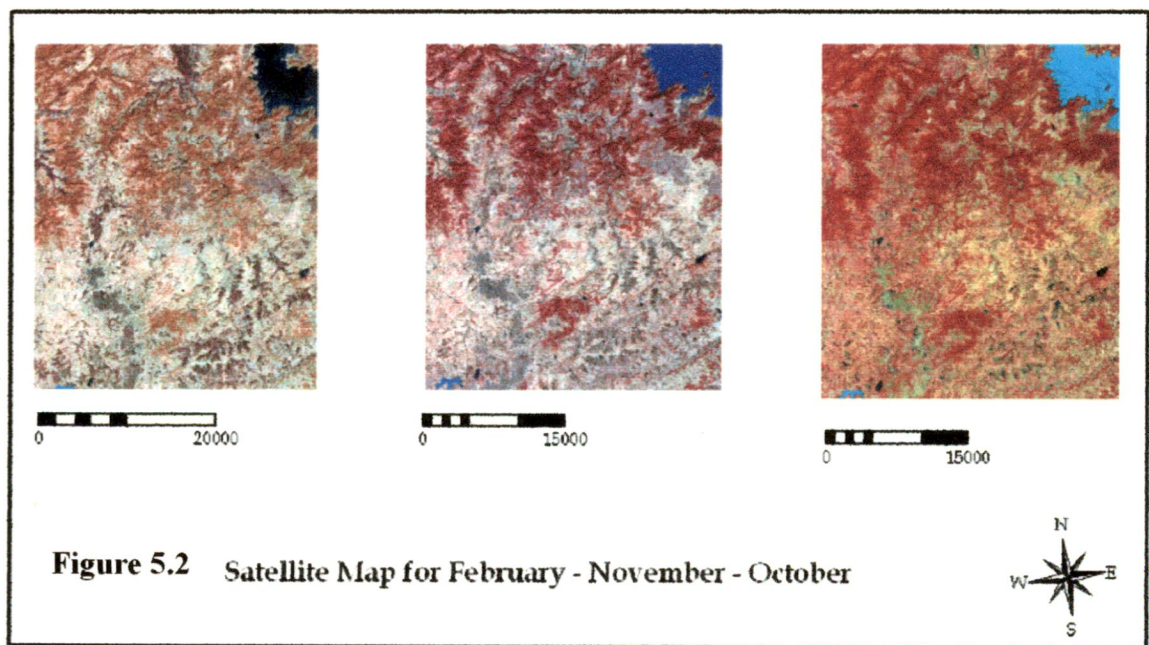 0 20000
0 15000
0 15000
N
W E
S
Figure 5.2 Satellite Map for February - November - October